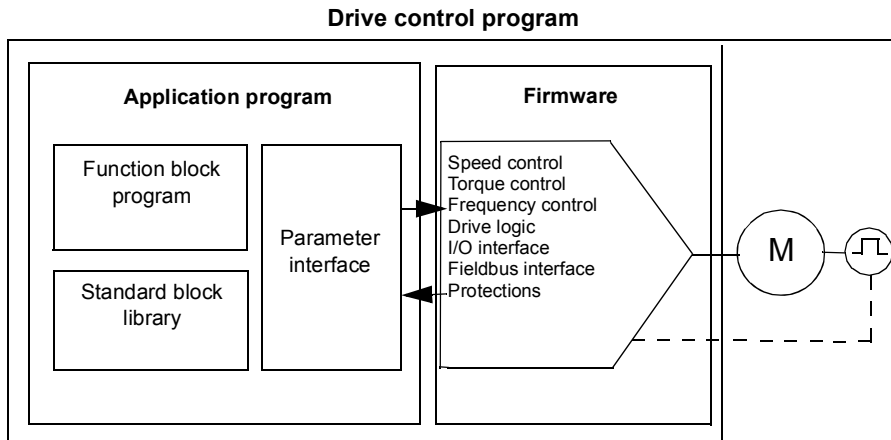 Drive control program
Application program
Function block
program
Standard block
library
Parameter
interface
Firmware
Speed control
Torque control
Frequency control
Drive logic
I/O interface
Fieldbus interface
Protections
M